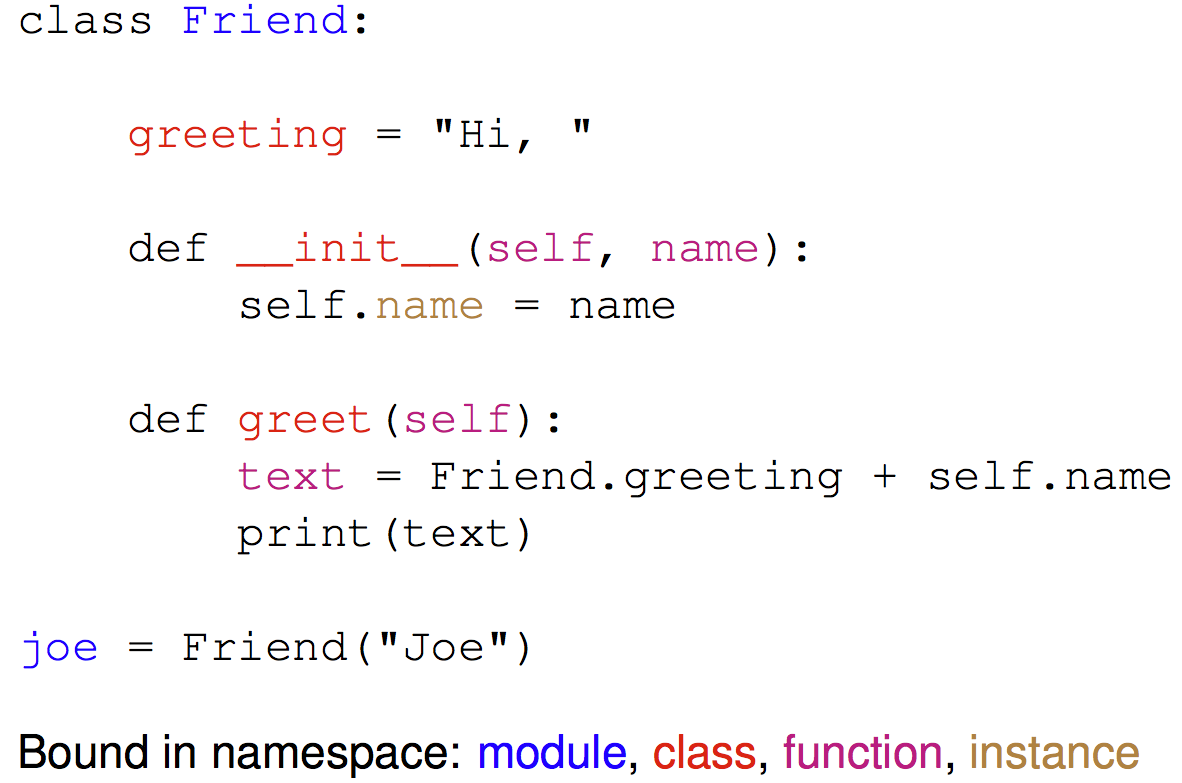 class Friend:
    greeting = "Hi, "
    def __init__(self, name):
        self.name = name
    def greet(self):
        text = Friend.greeting + self.name
        print(text)
joe = Friend("Joe")
Bound in namespace: module, class, function, instance